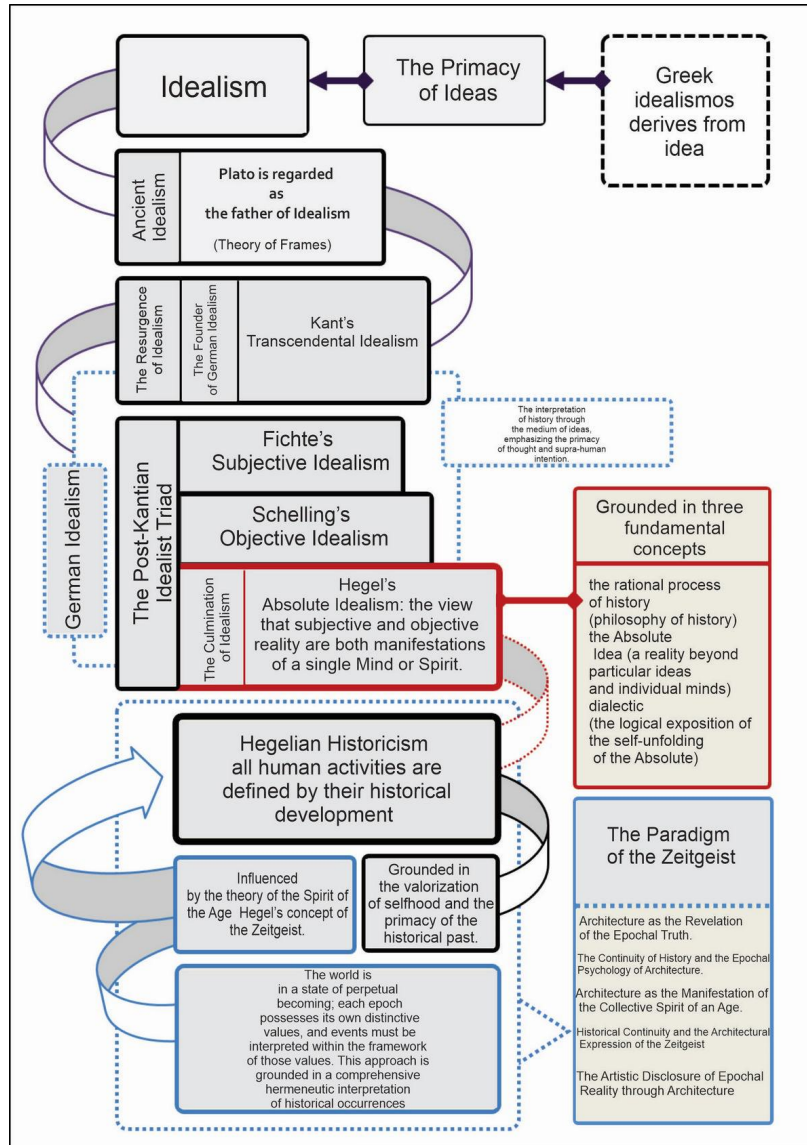 Idealism
The Primacy
of Ideas
Greek
idealismos
derives from
idea
Ancient
Idealism
Plato is regarded
as
the father of Idealism
(Theory of Frames)
The Resurgence
of Idealism
The Founder
of German Idealism
Kant's
Transcendental Idealism
The interpretation
of history through
the medium of ideas,
emphasizing the primacy
of thought and supra-human
intention.
German Idealism
The Post-Kantian
Idealist Triad
Fichte's
Subjective Idealism
Schelling's
Objective Idealism
The Culmination
of Idealism
Hegel's
Absolute Idealism: the view
that subjective and objective
reality are both manifestations
of a single Mind or Spirit.
Grounded in three
fundamental
concepts
the rational process
of history
(philosophy of history)
the Absolute
Idea (a reality beyond
particular ideas
and individual minds)
dialectic
(the logical exposition of
the self-unfolding
of the Absolute)
Hegelian Historicism
all human activities are
defined by their historical
development
Influenced
by the theory of the Spirit of
the Age Hegel's concept of
the Zeitgeist.
Grounded in
the valorization
of selfhood and the
primacy of the
historical past.
The world is
in a state of perpetual
becoming; each epoch
possesses its own distinctive
values, and events must be
interpreted within the framework
of those values. This approach is
grounded in a comprehensive
hermeneutic interpretation
of historical occurrences
The Paradigm
of the Zeitgeist
Architecture as the Revelation
of the Epochal Truth.
The Continuity of History and the Epochal
Psychology of Architecture.
Architecture as the Manifestation of
the Collective Spirit of an Age.
Historical Continuity and the Architectural
Expression of the Zeitgeist
The Artistic Disclosure of Epochal
Reality through Architecture